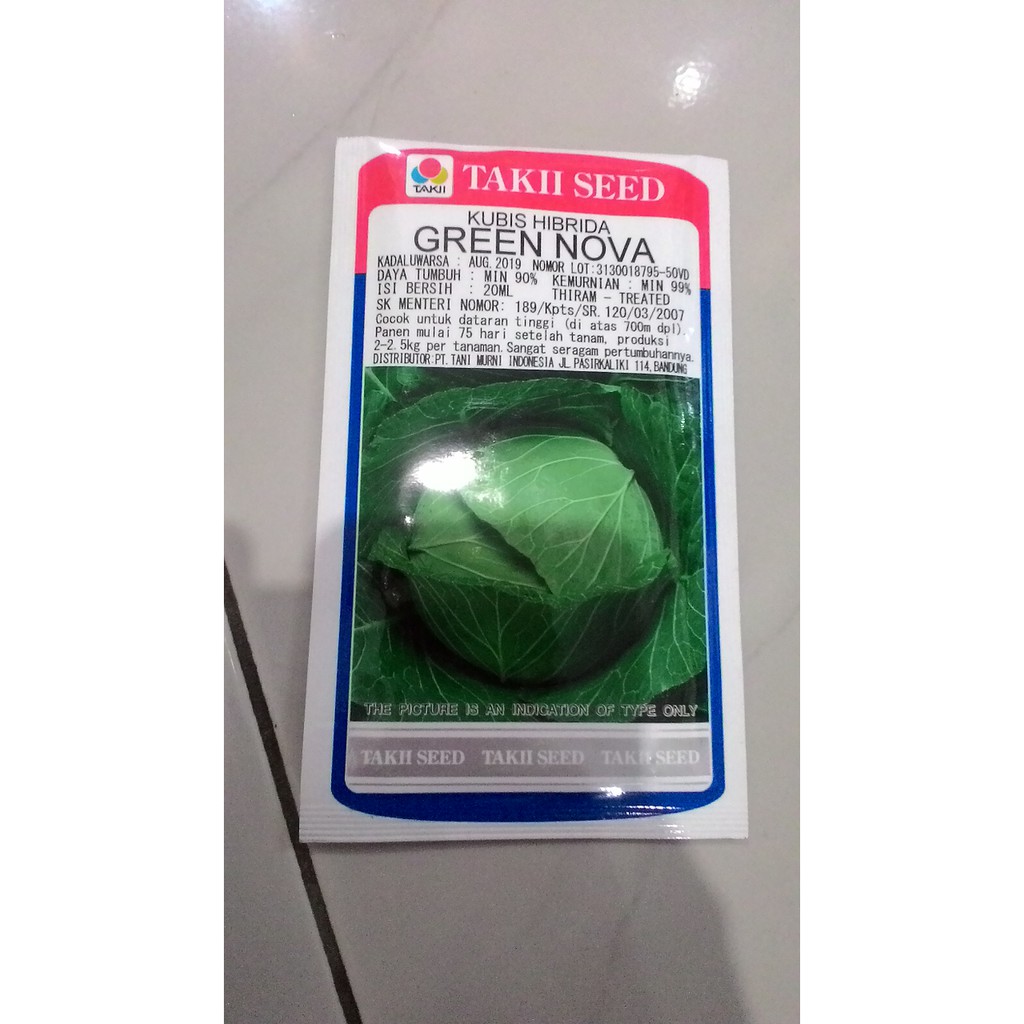 TAKII
TAKII SEED
KUBIS HIBRIDA
GREEN NOVA
KADALUWARSA : AUG.2019 NOMOR LOT:3130018795-50VD
DAYA TUMBUH : MIN 90% KEMURNIAN : MIN 99%
ISI BERSIH : 20ML THIRAM - TREATED
SK MENTERI NOMOR: 189/Kpts/SR.120/03/2007
Cocok untuk dataran tinggi (di atas 700m dpl).
Panen mulai 75 hari setelah tanam, produksi
2-2.5kg per tanaman. Sangat seragam pertumbuhannya.
DISTRIBUTOR:PT.TANI MURNI INDONESIA JL.PASIRKALIKI 114,BANDUNG
THE PICTURE IS AN INDICATION OF TYPE ONLY
TAKII SEED TAKII SEED TAKII SEED